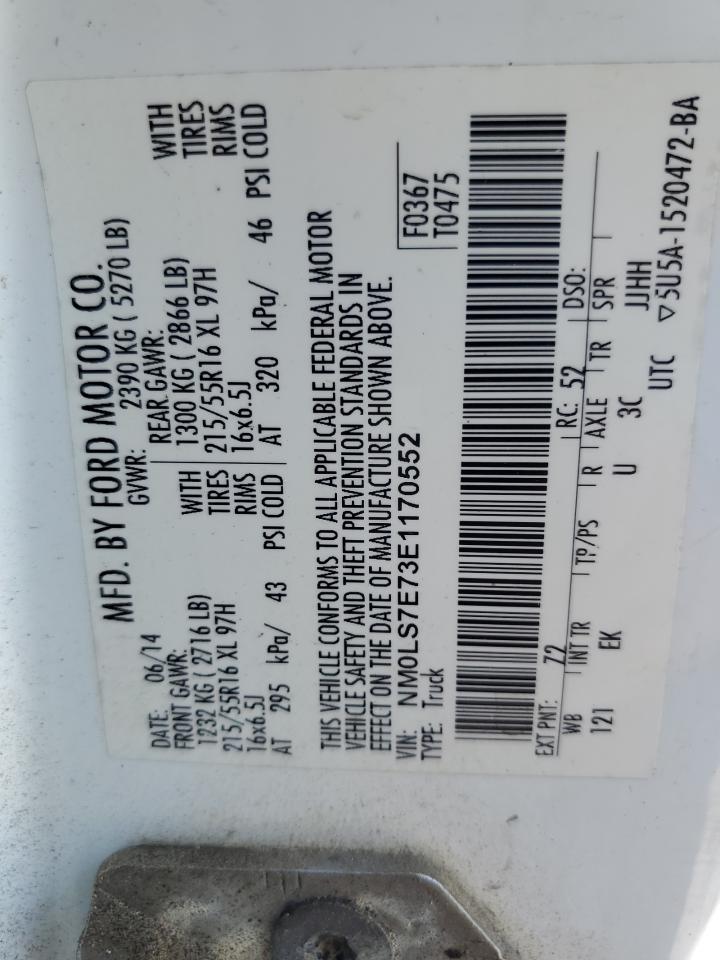 MFD. BY FORD MOTOR CO.
DATE: 06/14 GVWR: 2390 KG ( 5270 LB)
FRONT GAWR: REAR GAWR:
1232 KG ( 2716 LB) WITH 1300 KG ( 2866 LB) WITH
215/55R16 XL 97H TIRES 215/55R16 XL 97H TIRES
16x6.5J RIMS 16x6.5J RIMS
AT 295 kPa/ 43 PSI COLD AT 320 kPa/ 46 PSI COLD
THIS VEHICLE CONFORMS TO ALL APPLICABLE FEDERAL MOTOR
VEHICLE SAFETY AND THEFT PREVENTION STANDARDS IN
EFFECT ON THE DATE OF MANUFACTURE SHOWN ABOVE.
VIN: NM0LS7E73E1170552 F0367
TYPE: Truck T0475
EXT PNT: Z2 RC: 52 DSO:
WB INT TR TP/PS R AXLE TR SPR
121 EK U 3C JJHH
UTC ▽5U5A-1520472-BA